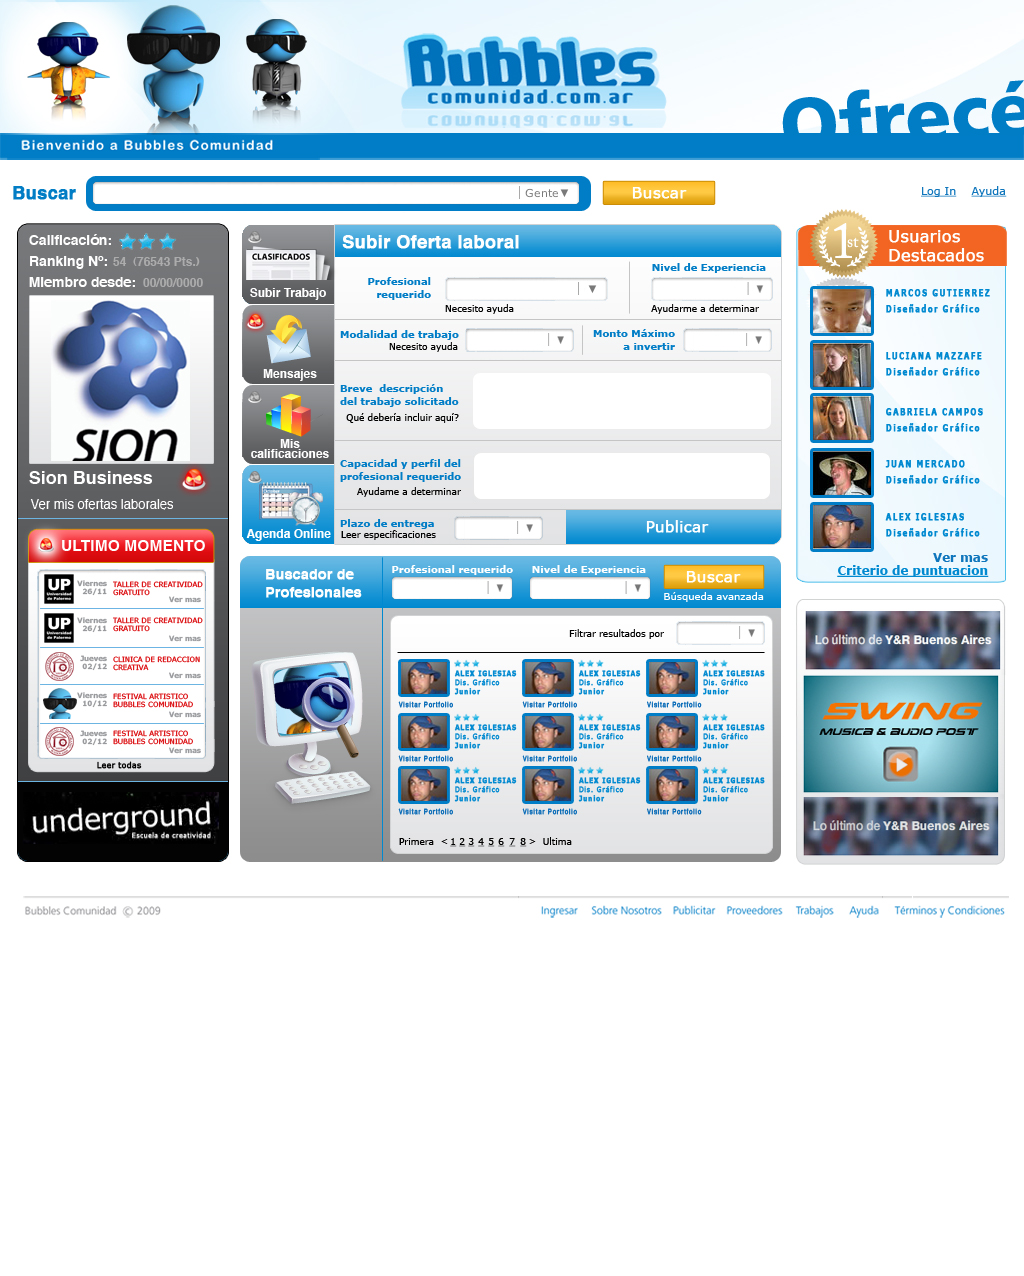 Bubbles
comunidad.com.ar
Ofrecé
Bienvenido a Bubbles Comunidad
Buscar
Gente▼
Buscar
Log In
Ayuda
Calificación:
Ranking Nº: 54 (76543 Pts.)
Miembro desde: 00/00/0000
SION
Sion Business
Ver mis ofertas laborales
ULTIMO MOMENTO
UP
Universidad
de Palermo
Viernes
26/11
TALLER DE CREATIVIDAD
GRATUITO
Ver mas
UP
Universidad
de Palermo
Viernes
26/11
TALLER DE CREATIVIDAD
GRATUITO
Ver mas
Jueves
02/12
CLINICA DE REDACCION
CREATIVA
Ver mas
Viernes
10/12
FESTIVAL ARTISTICO
BUBBLES COMUNIDAD
Ver mas
Jueves
02/12
FESTIVAL ARTISTICO
BUBBLES COMUNIDAD
Ver mas
Leer todas
underground
Escuela de creatividad
CLASIFICADOS
Subir Trabajo
Mensajes
Mis
calificaciones
Agenda Online
Subir Oferta laboral
Profesional
requerido
Necesito ayuda
Nivel de Experiencia
Ayudarme a determinar
Modalidad de trabajo
Necesito ayuda
Monto Máximo
a invertir
Breve descripción
del trabajo solicitado
Qué debería incluir aquí?
Capacidad y perfil del
profesional requerido
Ayudame a determinar
Plazo de entrega
Leer especificaciones
Publicar
Buscador de
Profesionales
Profesional requerido
Nivel de Experiencia
Buscar
Búsqueda avanzada
Filtrar resultados por
ALEX IGLESIAS
Dis. Gráfico
Junior
Visitar Portfolio
ALEX IGLESIAS
Dis. Gráfico
Junior
Visitar Portfolio
ALEX IGLESIAS
Dis. Gráfico
Junior
Visitar Portfolio
ALEX IGLESIAS
Dis. Gráfico
Junior
Visitar Portfolio
ALEX IGLESIAS
Dis. Gráfico
Junior
Visitar Portfolio
ALEX IGLESIAS
Dis. Gráfico
Junior
Visitar Portfolio
ALEX IGLESIAS
Dis. Gráfico
Junior
Visitar Portfolio
ALEX IGLESIAS
Dis. Gráfico
Junior
Visitar Portfolio
ALEX IGLESIAS
Dis. Gráfico
Junior
Visitar Portfolio
Primera < 1 2 3 4 5 6 7 8 > Ultima
1st
Usuarios
Destacados
MARCOS GUTIERREZ
Diseñador Gráfico
LUCIANA MAZZAFE
Diseñador Gráfico
GABRIELA CAMPOS
Diseñador Gráfico
JUAN MERCADO
Diseñador Gráfico
ALEX IGLESIAS
Diseñador Gráfico
Ver mas
Criterio de puntuacion
Lo último de Y&R Buenos Aires
SWING
MUSICA & AUDIO POST
Lo último de Y&R Buenos Aires
Bubbles Comunidad © 2009
Ingresar
Sobre Nosotros
Publicitar
Proveedores
Trabajos
Ayuda
Términos y Condiciones